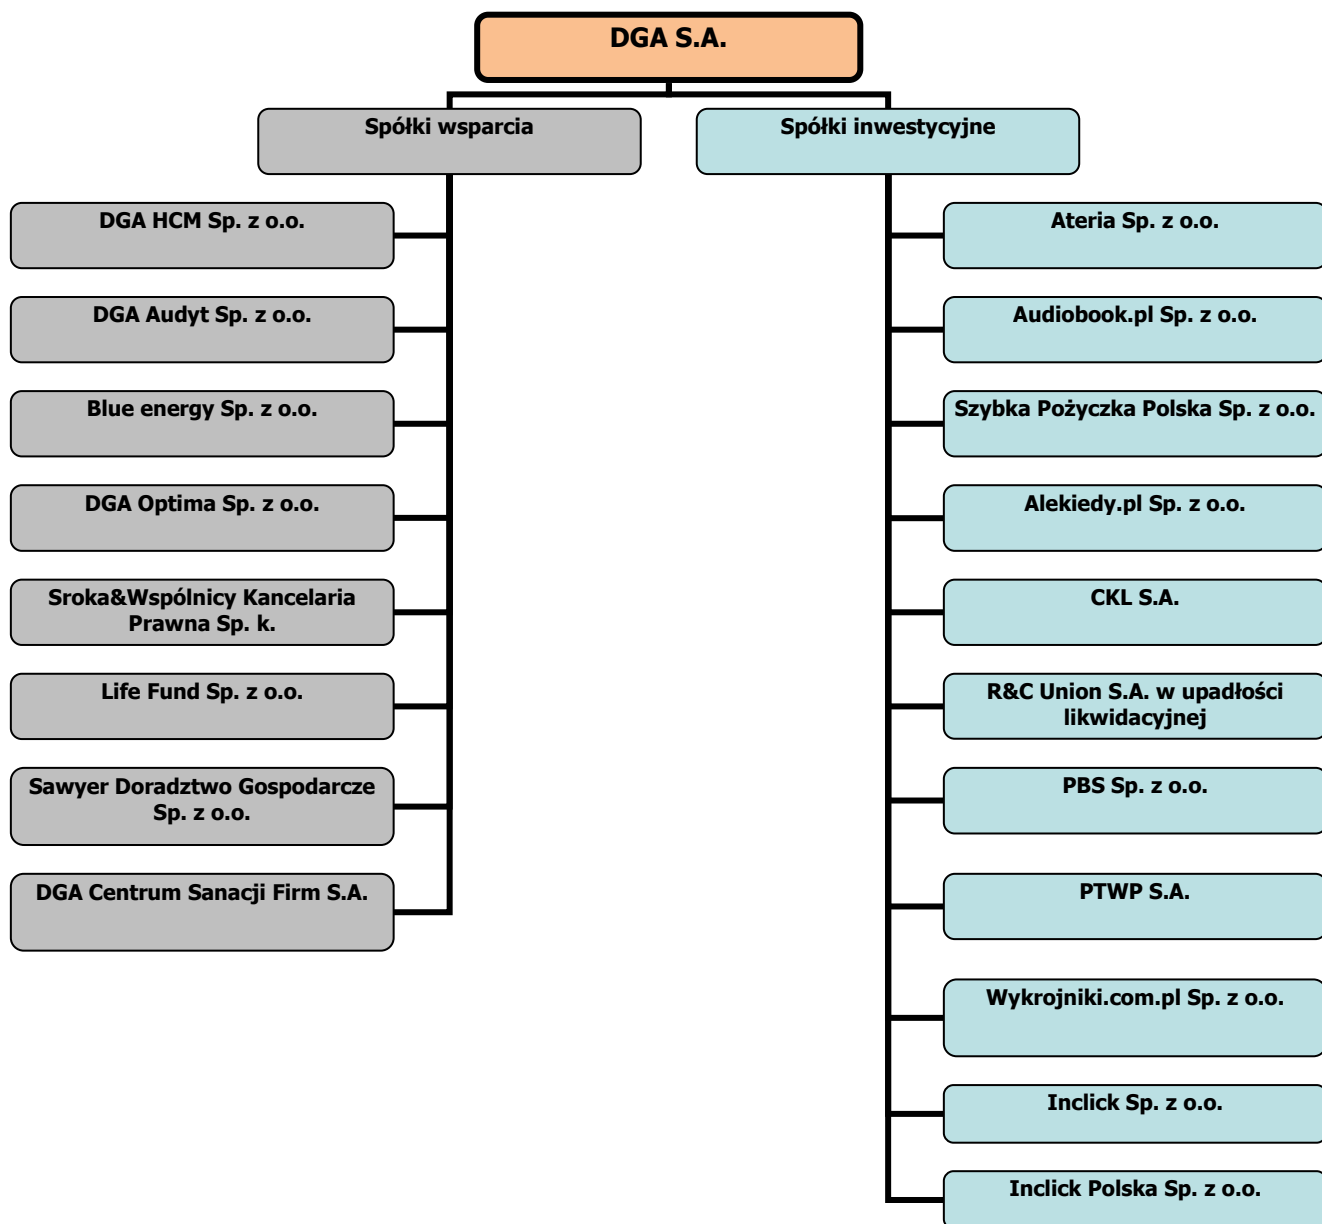 DGA S.A.
Spółki wsparcia
Spółki inwestycyjne
DGA HCM Sp. z o.o.
DGA Audyt Sp. z o.o.
Blue energy Sp. z o.o.
DGA Optima Sp. z o.o.
Sroka&Wspólnicy Kancelaria
Prawna Sp. k.
Life Fund Sp. z o.o.
Sawyer Doradztwo Gospodarcze
Sp. z o.o.
DGA Centrum Sanacji Firm S.A.
Ateria Sp. z o.o.
Audiobook.pl Sp. z o.o.
Szybka Pożyczka Polska Sp. z o.o.
Alekiedy.pl Sp. z o.o.
CKL S.A.
R&C Union S.A. w upadłości
likwidacyjnej
PBS Sp. z o.o.
PTWP S.A.
Wykrojniki.com.pl Sp. z o.o.
Inclick Sp. z o.o.
Inclick Polska Sp. z o.o.